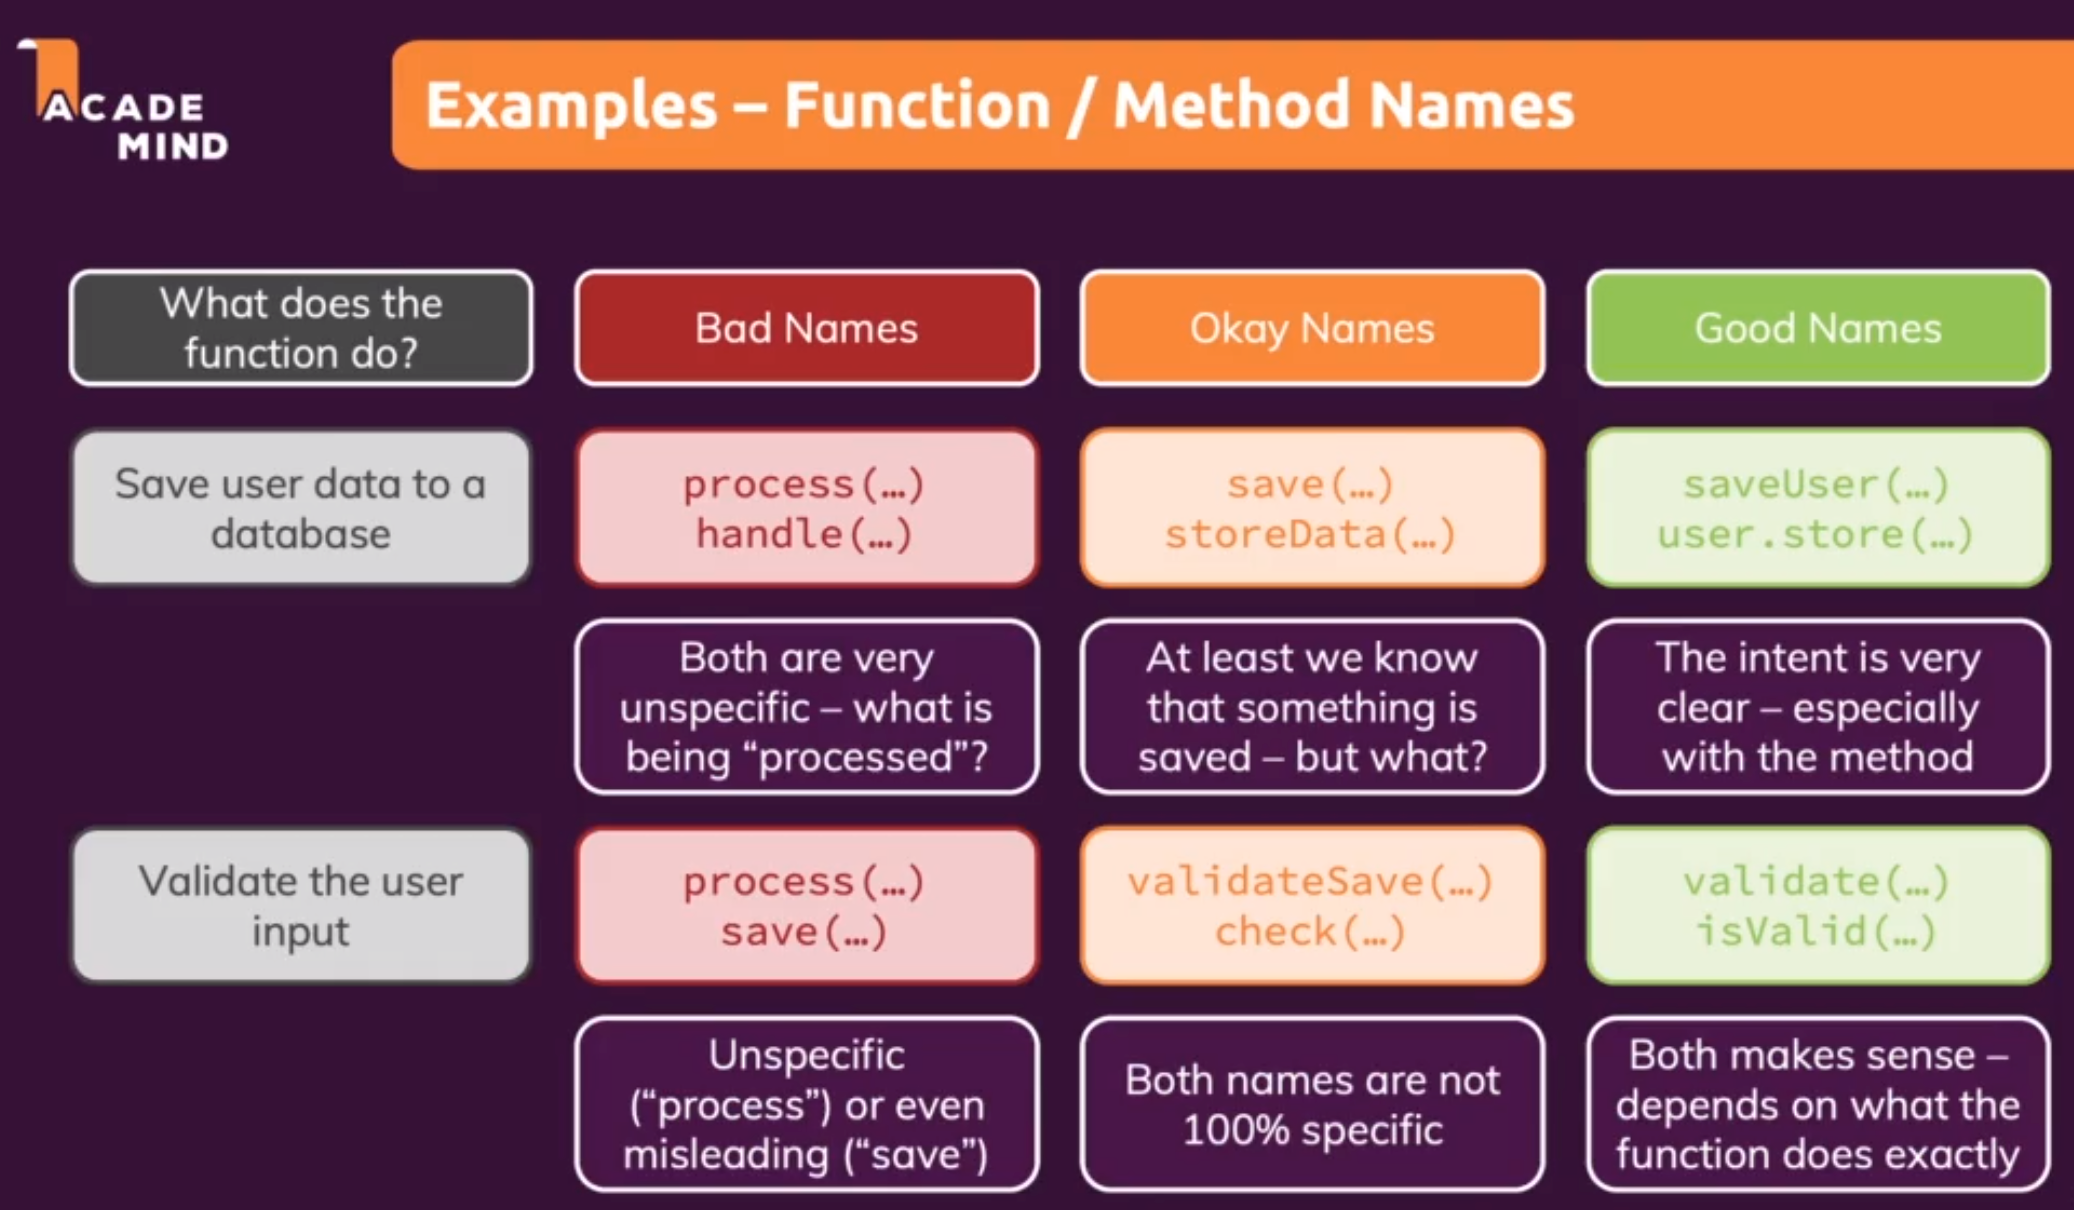 ACADE
MIND
Examples – Function / Method Names
What does the
function do?
Bad Names
Okay Names
Good Names
Save user data to a
database
process(…)
handle(…)
save(…)
storeData(…)
saveUser(…)
user.store(…)
Both are very
unspecific – what is
being “processed”?
At least we know
that something is
saved – but what?
The intent is very
clear – especially
with the method
Validate the user
input
process(…)
save(…)
validateSave(…)
check(…)
validate(…)
isValid(…)
Unspecific
(“process”) or even
misleading (“save”)
Both names are not
100% specific
Both makes sense –
depends on what the
function does exactly